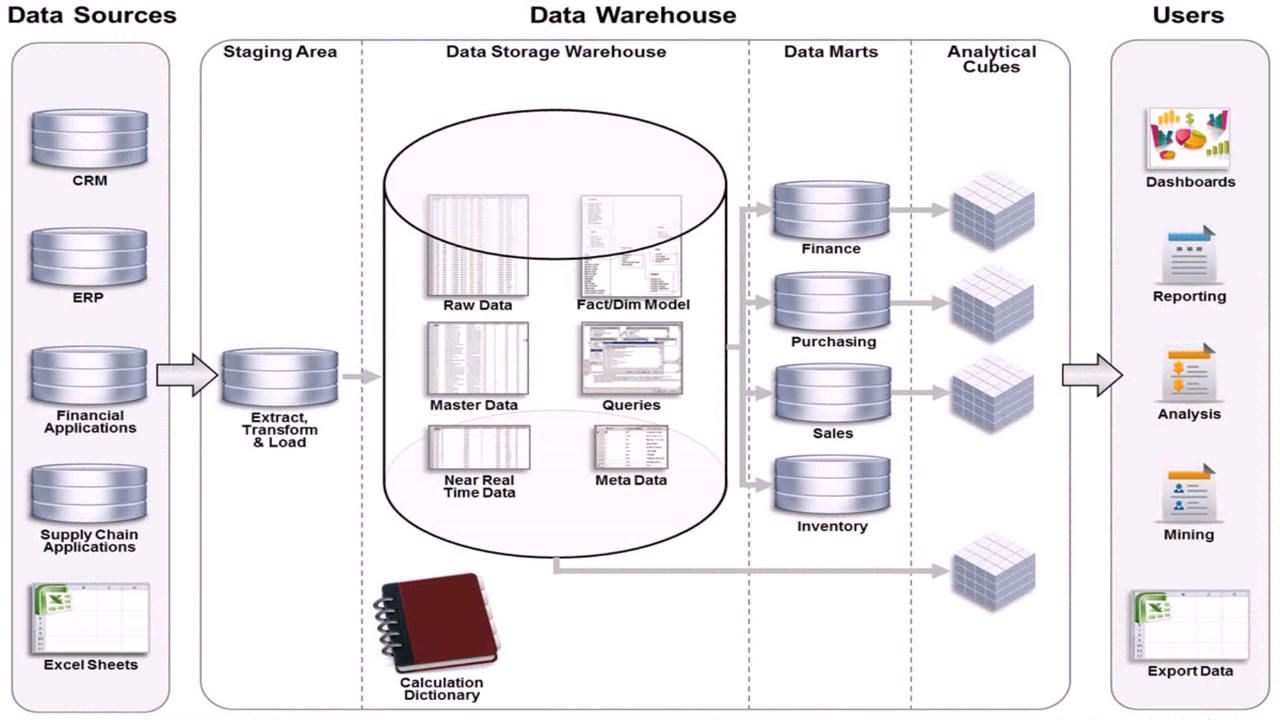 Data Sources
Data Warehouse
Users
Staging Area
Data Storage Warehouse
Data Marts
Analytical
Cubes
CRM
ERP
Financial
Applications
Supply Chain
Applications
Excel Sheets
Extract,
Transform
& Load
Raw Data
Fact/Dim Model
Master Data
Queries
Near Real
Time Data
Meta Data
Calculation
Dictionary
Finance
Purchasing
Sales
Inventory
Dashboards
Reporting
Analysis
Mining
Export Data